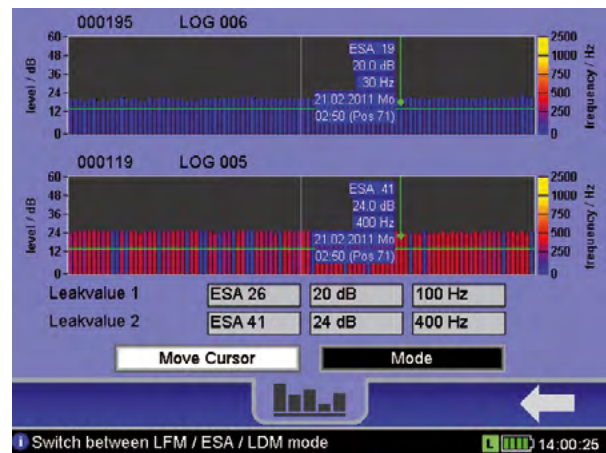 000195 LOG 006
level / dB
60
48
36
24
12
0
ESA 19
20.0 dB
30 Hz
21.02.2011 Mo
02:50 (Pos 71)
2500
1000
750
500
250
0
frequency / Hz
000119 LOG 005
level / dB
60
48
36
24
12
0
ESA 41
24.0 dB
400 Hz
21.02.2011 Mo
02:50 (Pos 71)
2500
1000
750
500
250
0
frequency / Hz
Leakvalue 1 ESA 26 20 dB 100 Hz
Leakvalue 2 ESA 41 24 dB 400 Hz
Move Cursor Mode
i Switch between LFM / ESA / LDM mode L 14:00:25